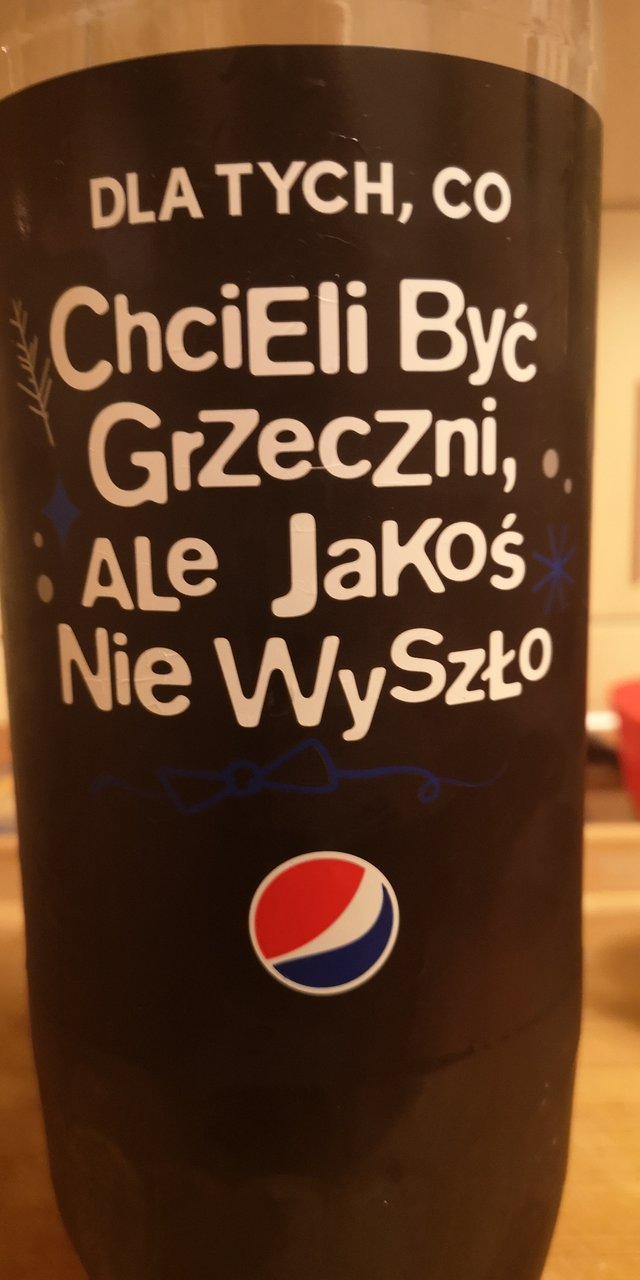 DLA TYCH, CO
ChciEli Być
GrZecZni,
ALe JaKoś
Nie WySzło